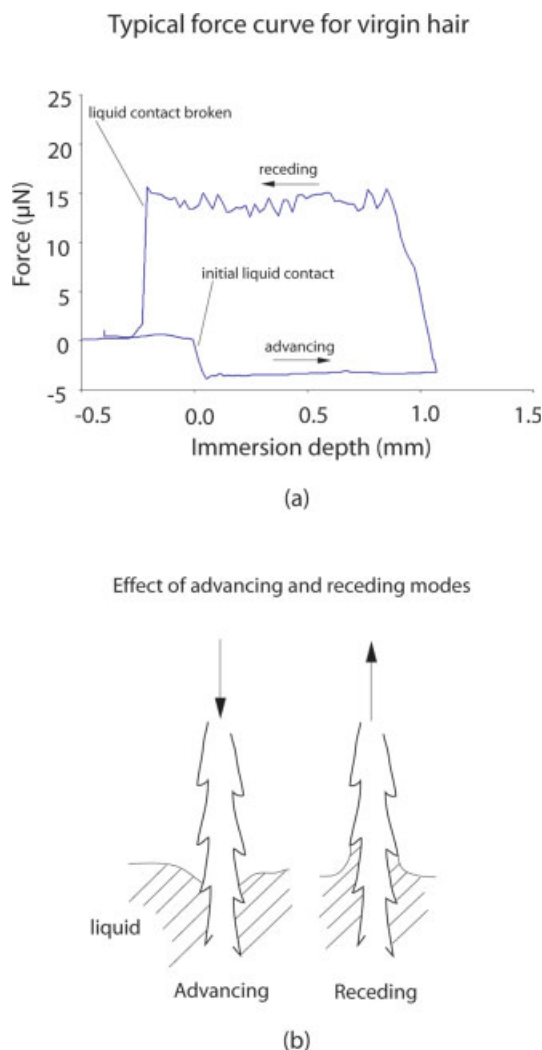 Typical force curve for virgin hair
25
20
15
10
5
0
-5
Force (µN)
liquid contact broken
receding
initial liquid contact
advancing
-0.5
0.0
0.5
1.0
1.5
Immersion depth (mm)
(a)
Effect of advancing and receding modes
liquid
Advancing
Receding
(b)